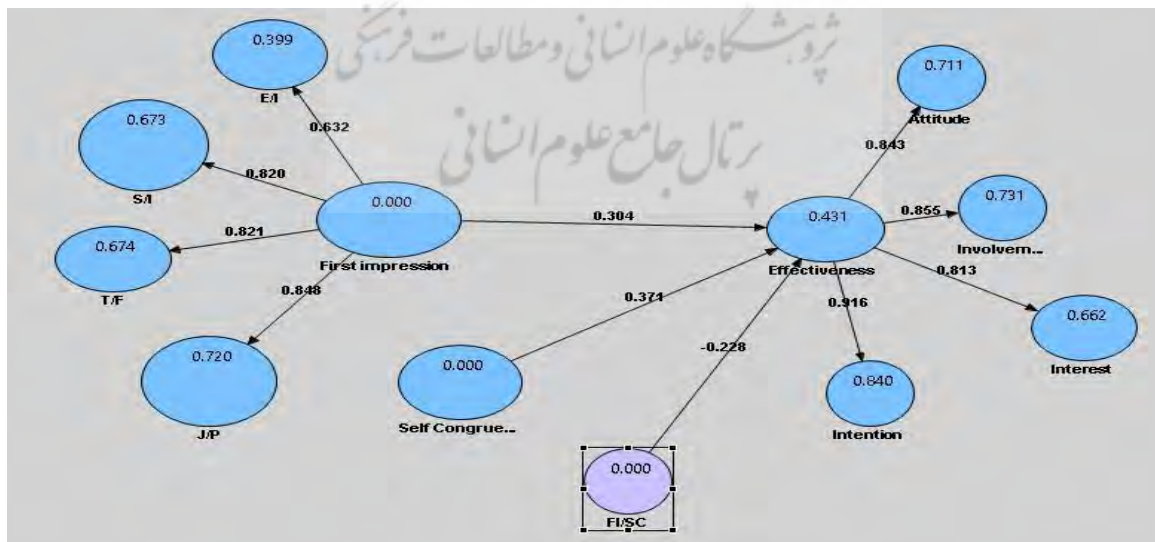 پژوهشگاه علوم انسانی و مطالعات فرهنگی
پرتال جامع علوم انسانی
0.399
E/I
0.632
0.673
S/I
0.820
0.674
T/F
0.821
0.000
First impression
0.848
0.720
J/P
0.304
0.371
-0.228
0.000
Self Congrue...
0.000
FI/SC
0.431
Effectiveness
0.843
0.711
Attitude
0.855
0.731
Involvem...
0.813
0.662
Interest
0.916
0.840
Intention